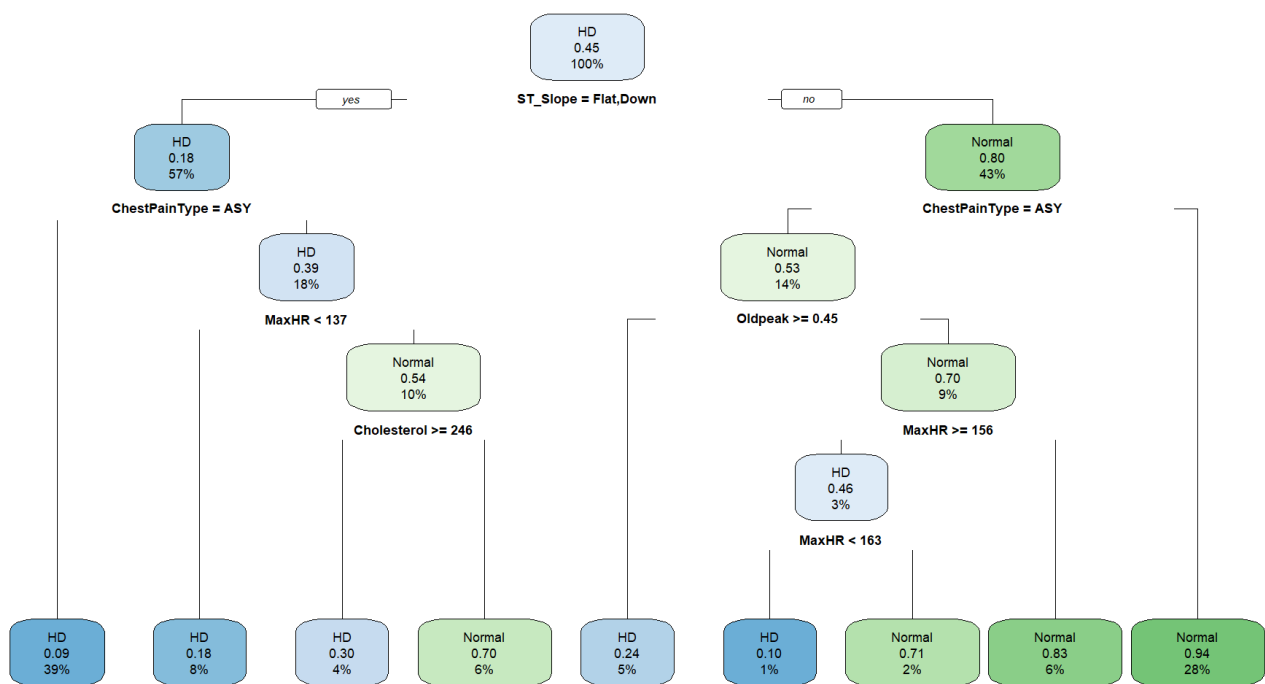 HD
0.45
100%
ST_Slope = Flat,Down
yes
no
HD
0.18
57%
ChestPainType = ASY
Normal
0.80
43%
ChestPainType = ASY
HD
0.39
18%
MaxHR < 137
Normal
0.53
14%
Oldpeak >= 0.45
Normal
0.54
10%
Cholesterol >= 246
Normal
0.70
9%
MaxHR >= 156
HD
0.46
3%
MaxHR < 163
HD
0.09
39%
HD
0.18
8%
HD
0.30
4%
Normal
0.70
6%
HD
0.24
5%
HD
0.10
1%
Normal
0.71
2%
Normal
0.83
6%
Normal
0.94
28%